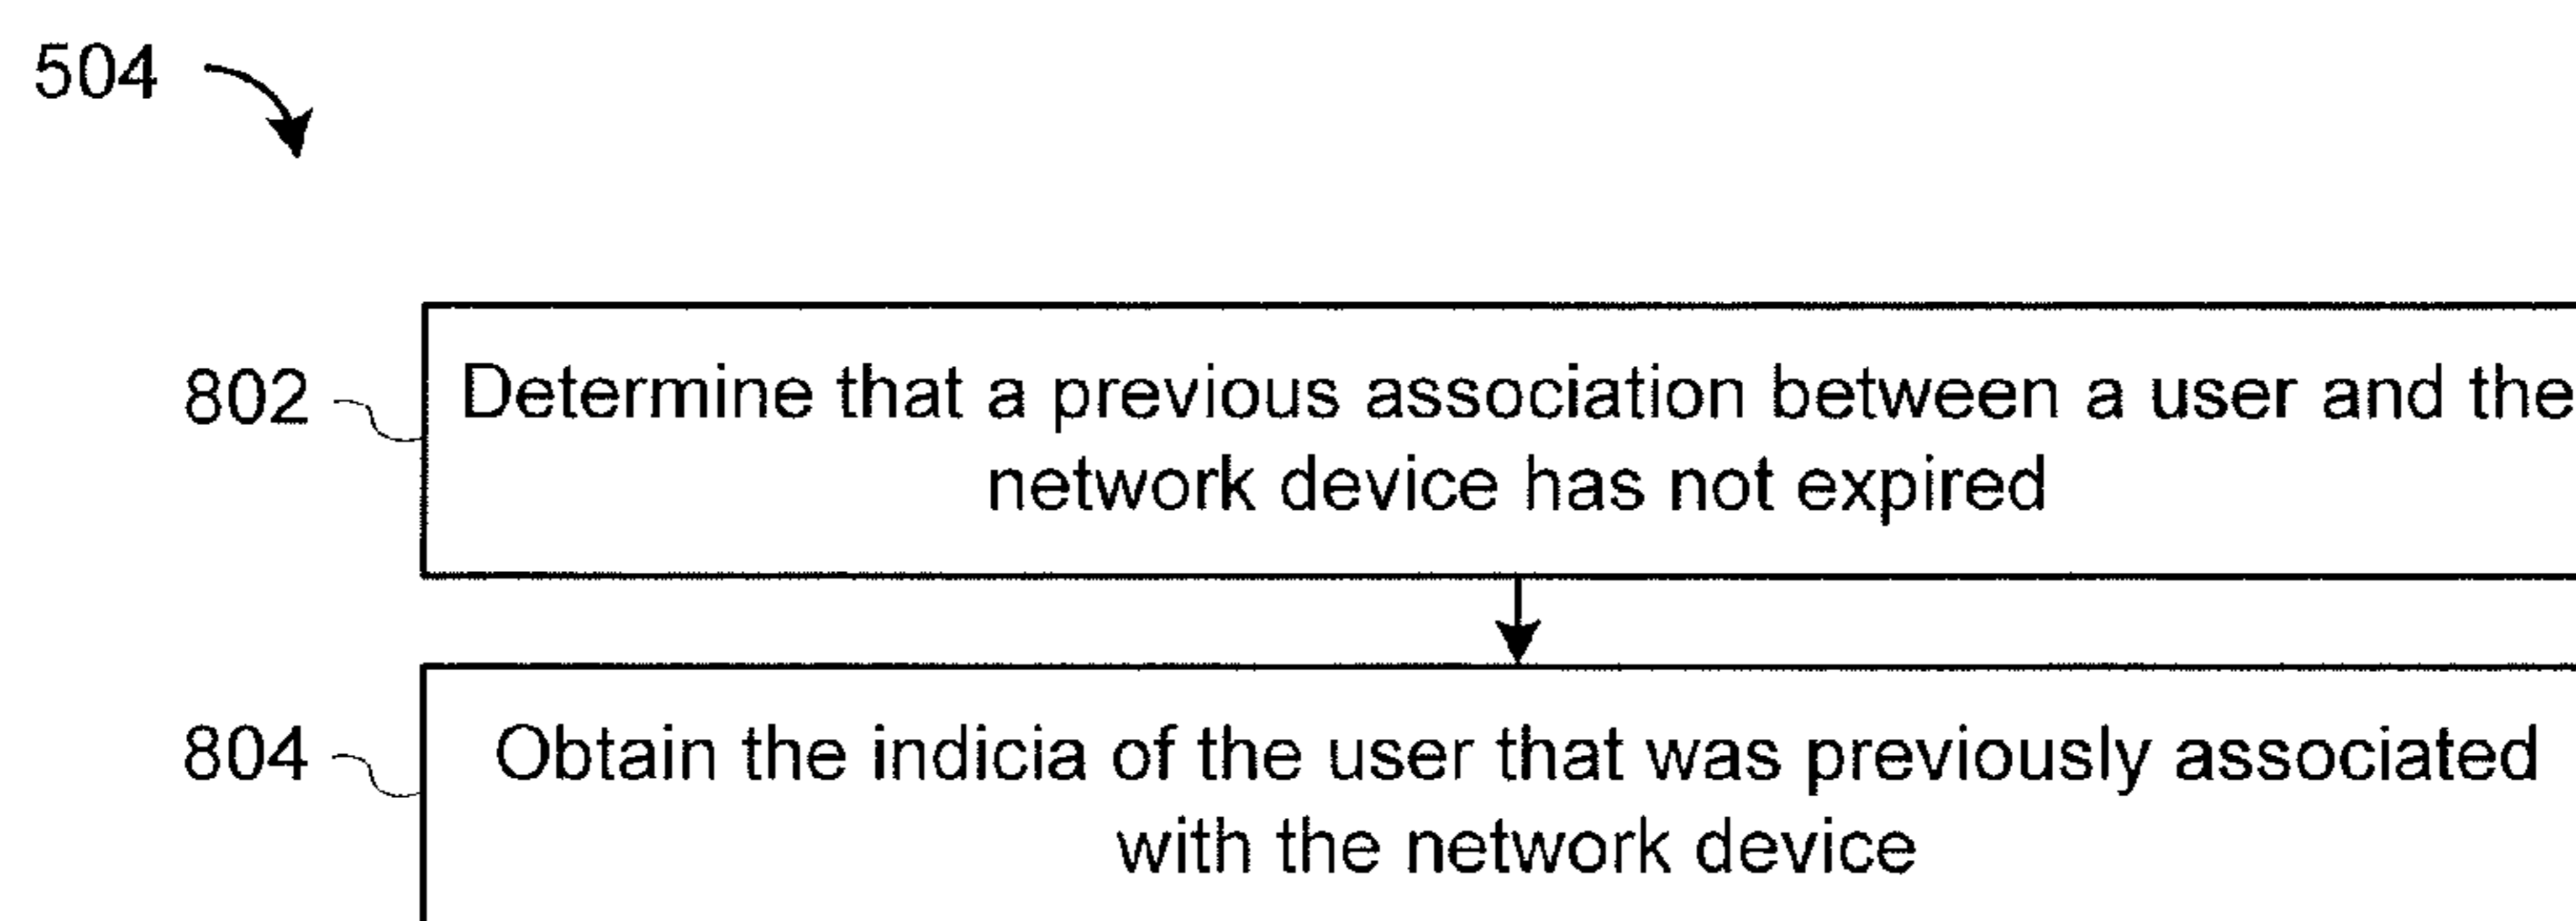 504
802
Determine that a previous association between a user and the
network device has not expired
804
Obtain the indicia of the user that was previously associated
with the network device